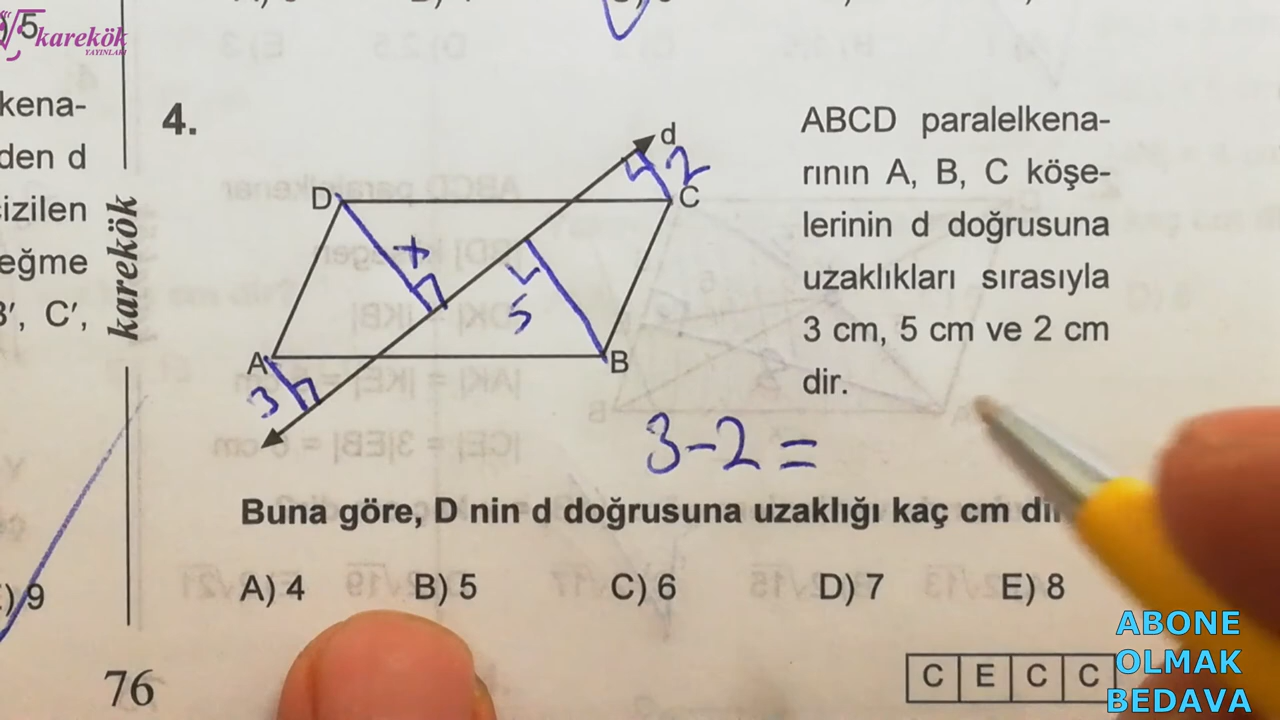 ) 5
karekök
YAYINLARI
kena-
den d
izilen
eğme
B', C',
karekök
) 9
76
4.
ABCD paralelkena-
rının A, B, C köşe-
lerinin d doğrusuna
uzaklıkları sırasıyla
3 cm, 5 cm ve 2 cm
dir.
d
2
D
C
x
5
A
B
3
3-2=
Buna göre, D nin d doğrusuna uzaklığı kaç cm
A) 4 B) 5 C) 6 D) 7 E) 8
C E C C
ABONE
OLMAK
BEDAVA